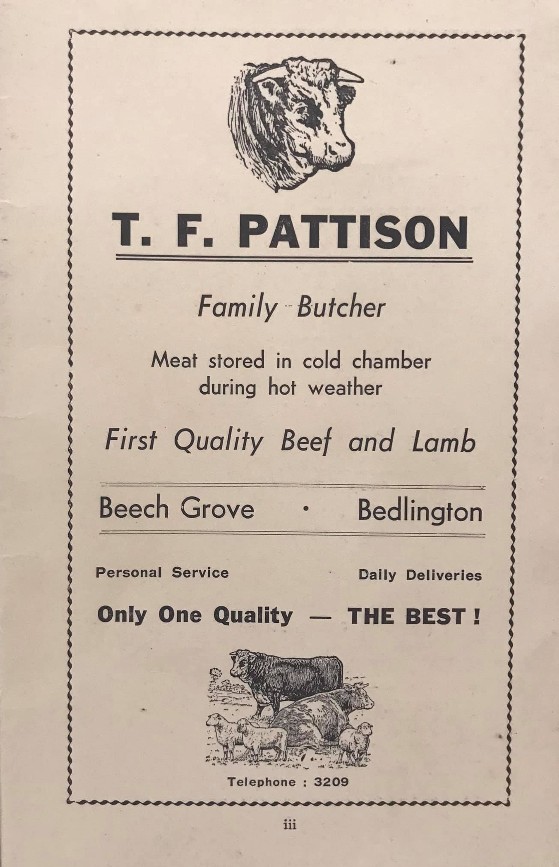 T. F. PATTISON
Family Butcher
Meat stored in cold chamber
during hot weather
First Quality Beef and Lamb
Beech Grove • Bedlington
Personal Service Daily Deliveries
Only One Quality — THE BEST !
Telephone : 3209
iii